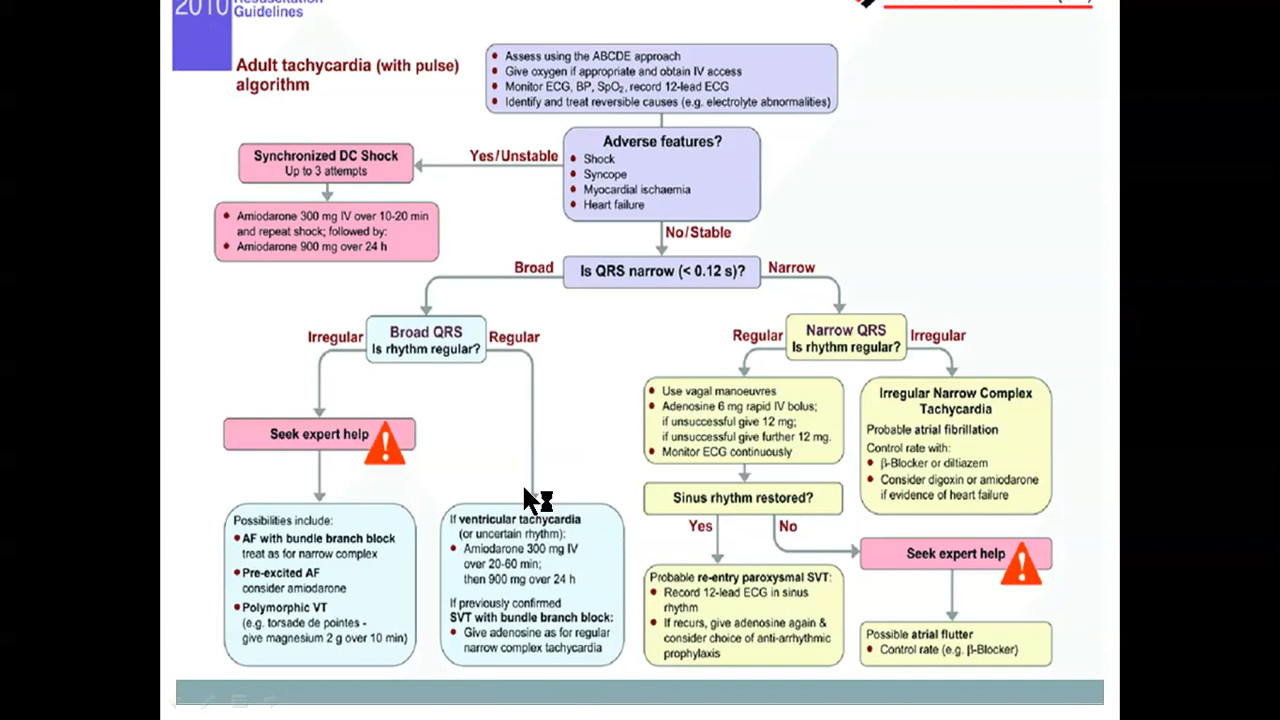 2010
Resuscitation
Guidelines
Adult tachycardia (with pulse)
algorithm
Assess using the ABCDE approach
Give oxygen if appropriate and obtain IV access
Monitor ECG, BP, SpO₂, record 12-lead ECG
Identify and treat reversible causes (e.g. electrolyte abnormalities)
Adverse features?
Shock
Syncope
Myocardial ischaemia
Heart failure
Yes/Unstable
Synchronized DC Shock
Up to 3 attempts
Amiodarone 300 mg IV over 10-20 min
and repeat shock; followed by:
Amiodarone 900 mg over 24 h
No/Stable
Is QRS narrow (< 0.12 s)?
Broad
Narrow
Broad QRS
Is rhythm regular?
Irregular
Regular
Seek expert help
Possibilities include:
AF with bundle branch block
treat as for narrow complex
Pre-excited AF
consider amiodarone
Polymorphic VT
(e.g. torsade de pointes -
give magnesium 2 g over 10 min)
If ventricular tachycardia
(or uncertain rhythm):
Amiodarone 300 mg IV
over 20-60 min;
then 900 mg over 24 h
If previously confirmed
SVT with bundle branch block:
Give adenosine as for regular
narrow complex tachycardia
Narrow QRS
Is rhythm regular?
Regular
Irregular
Use vagal manoeuvres
Adenosine 6 mg rapid IV bolus;
if unsuccessful give 12 mg;
if unsuccessful give further 12 mg.
Monitor ECG continuously
Sinus rhythm restored?
Yes
No
Probable re-entry paroxysmal SVT:
Record 12-lead ECG in sinus
rhythm
If recurs, give adenosine again &
consider choice of anti-arrhythmic
prophylaxis
Irregular Narrow Complex
Tachycardia
Probable atrial fibrillation
Control rate with:
β-Blocker or diltiazem
Consider digoxin or amiodarone
if evidence of heart failure
Seek expert help
Possible atrial flutter
Control rate (e.g. β-Blocker)